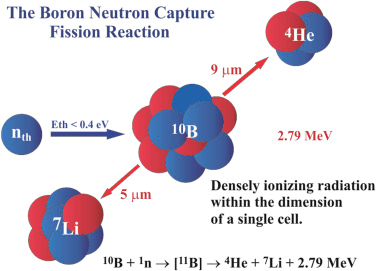 The Boron Neutron Capture
Fission Reaction
⁴He
9 μm
Eth < 0.4 eV
nth
¹⁰B
2.79 MeV
5 μm
Densely ionizing radiation
within the dimension
of a single cell.
⁷Li
¹⁰B + ¹n → [¹¹B] → ⁴He + ⁷Li + 2.79 MeV